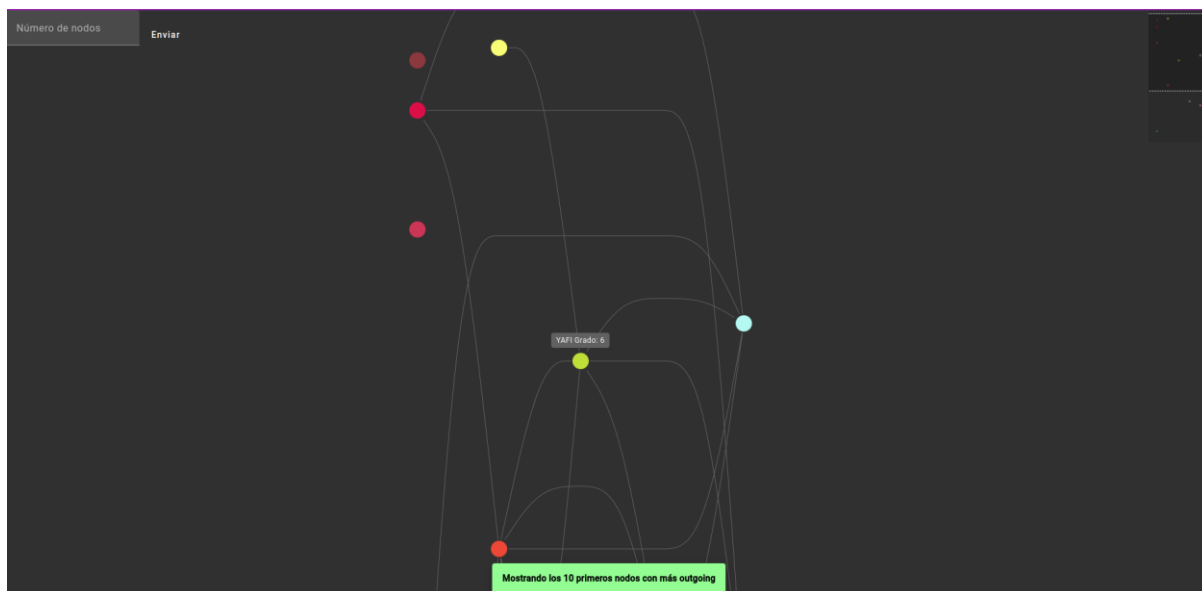 Número de nodos
Enviar
YAFI Grado: 6
Mostrando los 10 primeros nodos con más outgoing